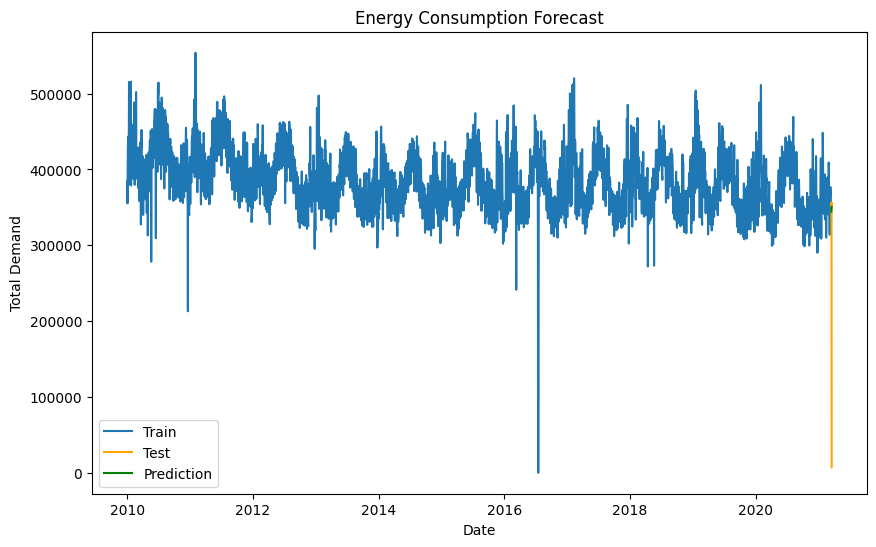 Energy Consumption Forecast
Total Demand
500000
400000
300000
200000
100000
0
Train
Test
Prediction
2010
2012
2014
2016
2018
2020
Date